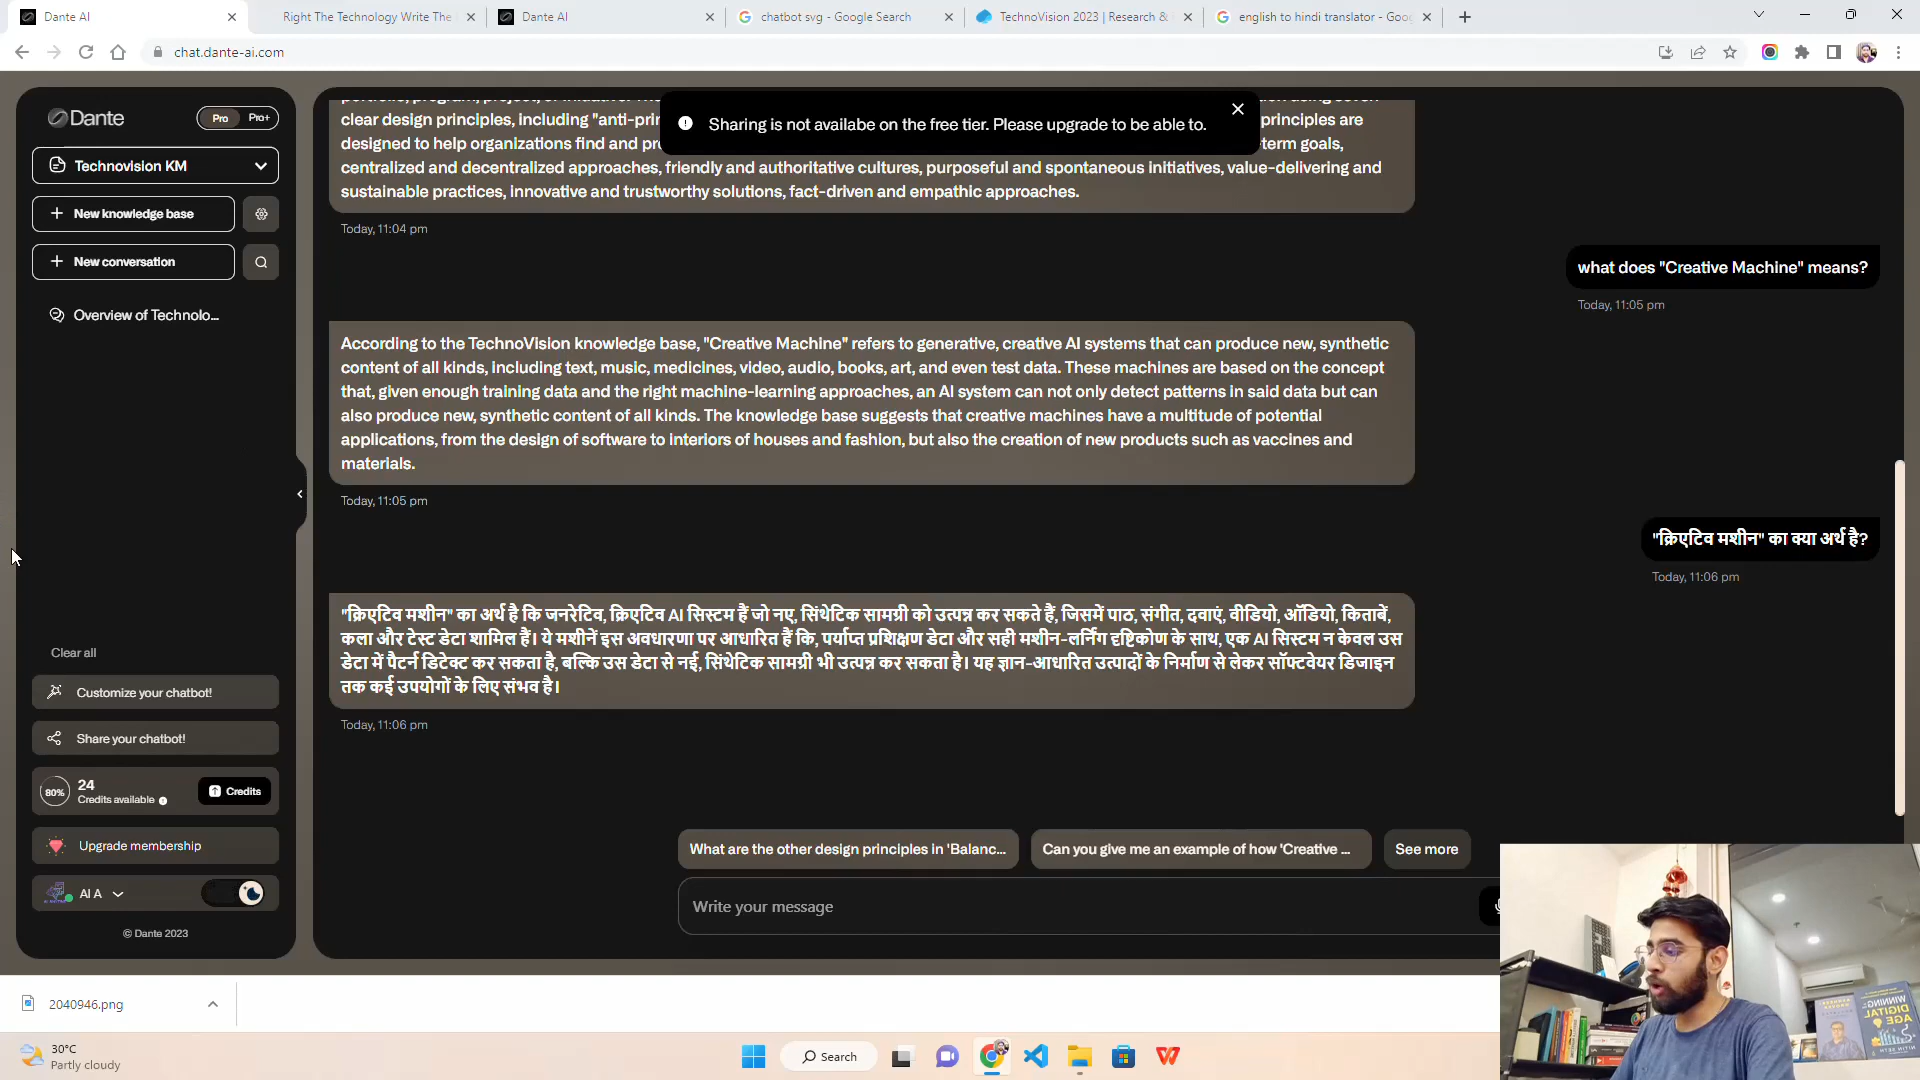 Dante AI
Right The Technology Write The
Dante AI
chatbot svg - Google Search
TechnoVision 2023 | Research &
english to hindi translator - Goog
chat.dante-ai.com
Dante
Pro
Pro+
Technovision KM
New knowledge base
New conversation
Overview of Technolo...
Clear all
Customize your chatbot!
Share your chatbot!
80%
24
Credits available
Credits
Upgrade membership
AI A
© Dante 2023
Sharing is not availabe on the free tier. Please upgrade to be able to.
clear design principles, including "anti-pri
principles are
designed to help organizations find and pr
-term goals,
centralized and decentralized approaches, friendly and authoritative cultures, purposeful and spontaneous initiatives, value-delivering and
sustainable practices, innovative and trustworthy solutions, fact-driven and empathic approaches.
Today, 11:04 pm
what does "Creative Machine" means?
Today, 11:05 pm
According to the TechnoVision knowledge base, "Creative Machine" refers to generative, creative AI systems that can produce new, synthetic
content of all kinds, including text, music, medicines, video, audio, books, art, and even test data. These machines are based on the concept
that, given enough training data and the right machine-learning approaches, an AI system can not only detect patterns in said data but can
also produce new, synthetic content of all kinds. The knowledge base suggests that creative machines have a multitude of potential
applications, from the design of software to interiors of houses and fashion, but also the creation of new products such as vaccines and
materials.
Today, 11:05 pm
"क्रिएटिव मशीन" का क्या अर्थ है?
Today, 11:06 pm
"क्रिएटिव मशीन" का अर्थ है कि जनरेटिव, क्रिएटिव AI सिस्टम हैं जो नए, सिंथेटिक सामग्री को उत्पन्न कर सकते हैं, जिसमें पाठ, संगीत, दवाएं, वीडियो, ऑडियो, किताबें,
कला और टेस्ट डेटा शामिल हैं। ये मशीनें इस अवधारणा पर आधारित हैं कि, पर्याप्त प्रशिक्षण डेटा और सही मशीन-लर्निंग दृष्टिकोण के साथ, एक AI सिस्टम न केवल उस
डेटा में पैटर्न डिटेक्ट कर सकता है, बल्कि उस डेटा से नई, सिंथेटिक सामग्री भी उत्पन्न कर सकता है। यह ज्ञान-आधारित उत्पादों के निर्माण से लेकर सॉफ्टवेयर डिजाइन
तक कई उपयोगों के लिए संभव है।
Today, 11:06 pm
What are the other design principles in 'Balanc...
Can you give me an example of how 'Creative ...
See more
Write your message
2040946.png
30°C
Partly cloudy
Search
WINNING
DIGITAL
AGE
NITIN SETH